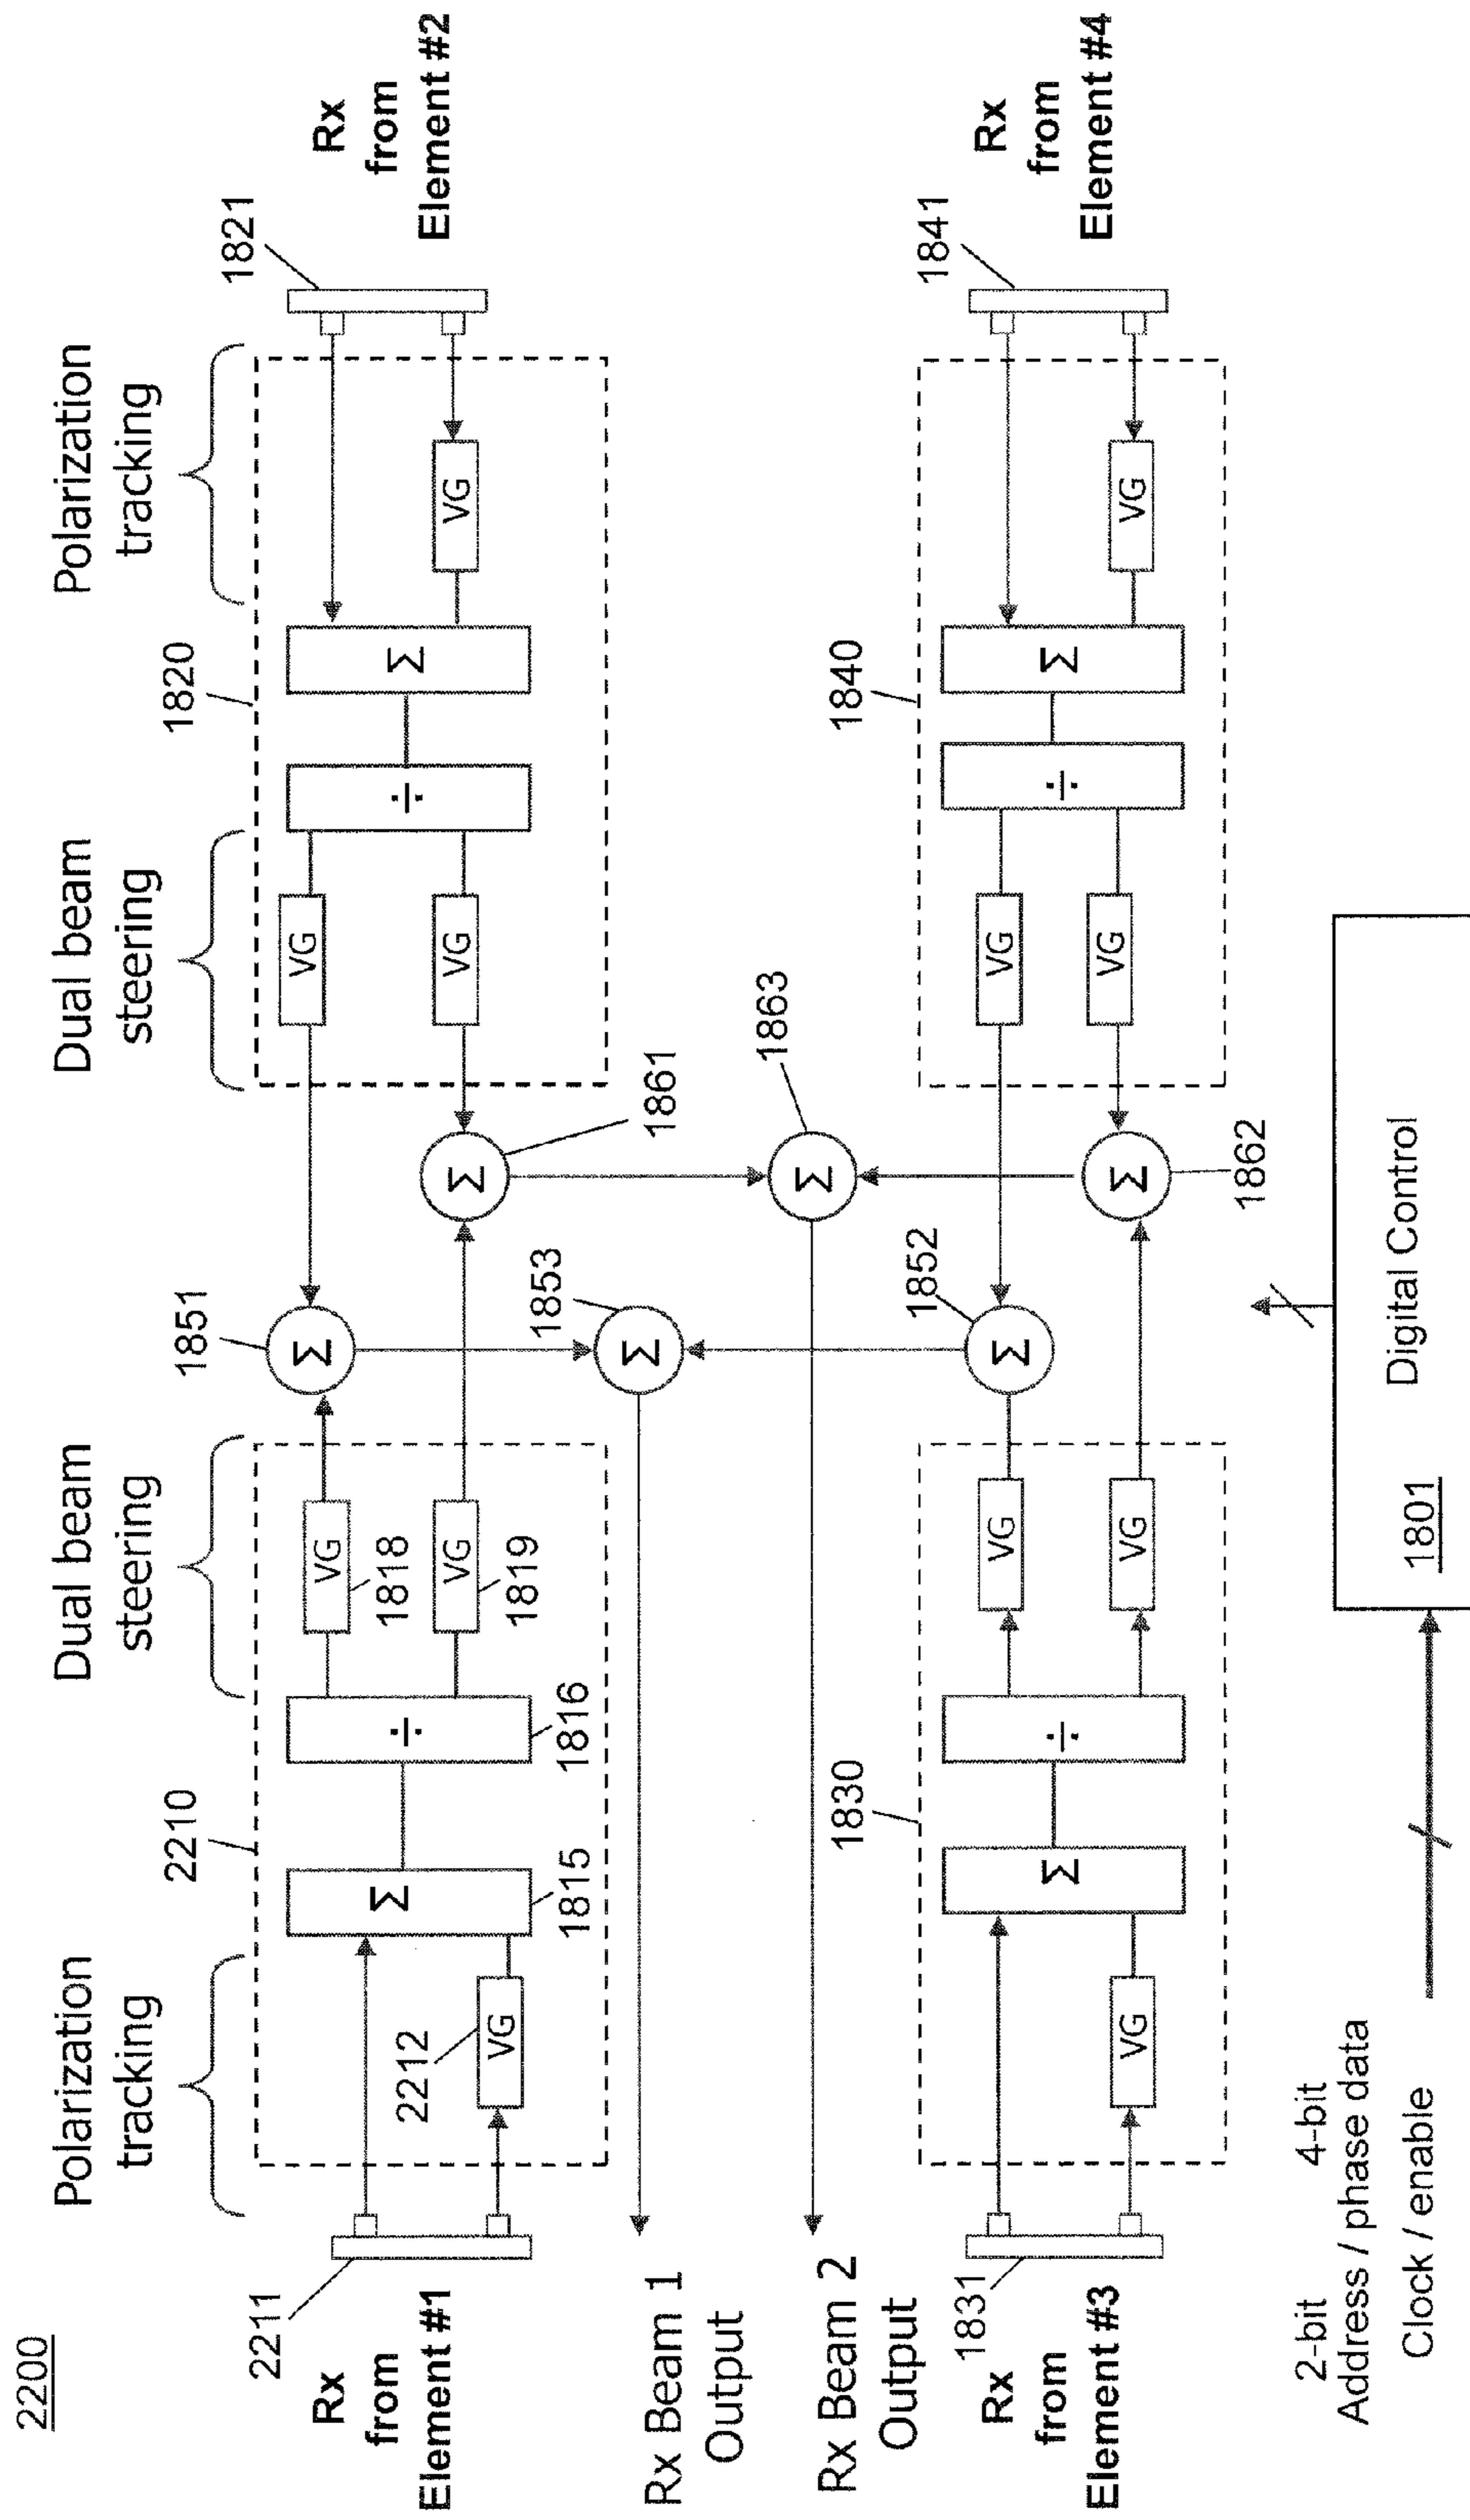 2200
Polarization
tracking
Dual beam
steering
Dual beam
steering
Polarization
tracking
2210
1851
1820
1821
2211
Rx
from
Element #1
2212
VG
Σ
1815
÷
1816
VG
1818
VG
1819
Σ
Σ
1861
VG
VG
÷
Σ
VG
Rx
from
Element #2
1853
Σ
1863
Σ
Rx Beam 1
Output
Rx Beam 2
Output
1830
1852
1840
1841
1831
Rx
from
Element #3
VG
Σ
÷
VG
VG
Σ
Σ
1862
VG
VG
÷
Σ
VG
Rx
from
Element #4
2-bit 4-bit
Address / phase data
Clock / enable
Digital Control
1801